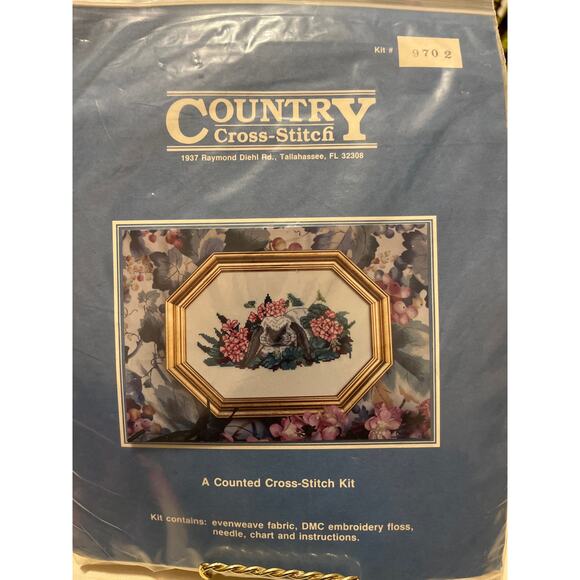 Kit # 9702
COUNTRY
Cross-Stitch
1937 Raymond Diehl Rd., Tallahassee, FL 32308
A Counted Cross-Stitch Kit
Kit contains: evenweave fabric, DMC embroidery floss,
needle, chart and instructions.